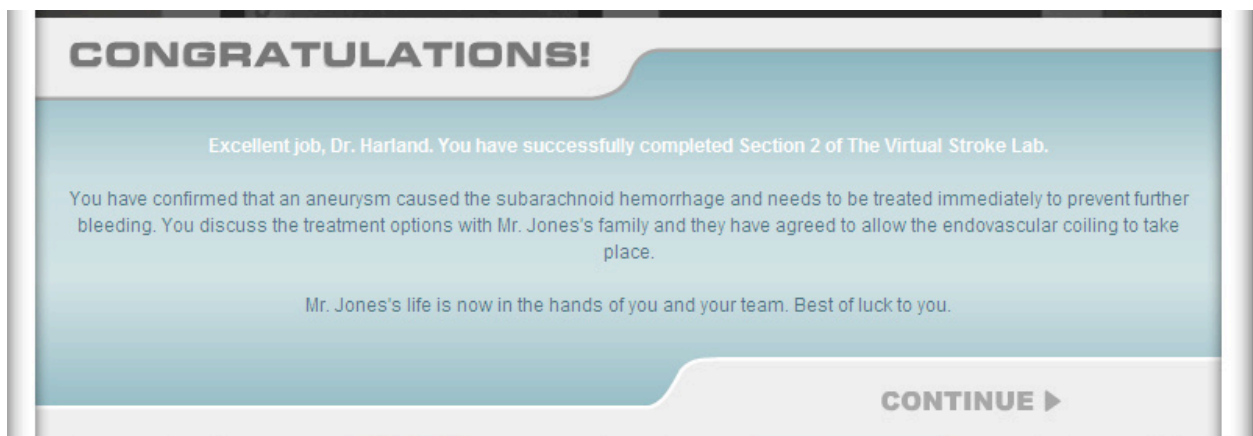 CONGRATULATIONS!
Excellent job, Dr. Harland. You have successfully completed Section 2 of The Virtual Stroke Lab.
You have confirmed that an aneurysm caused the subarachnoid hemorrhage and needs to be treated immediately to prevent further
bleeding. You discuss the treatment options with Mr. Jones's family and they have agreed to allow the endovascular coiling to take
place.
Mr. Jones's life is now in the hands of you and your team. Best of luck to you.
CONTINUE